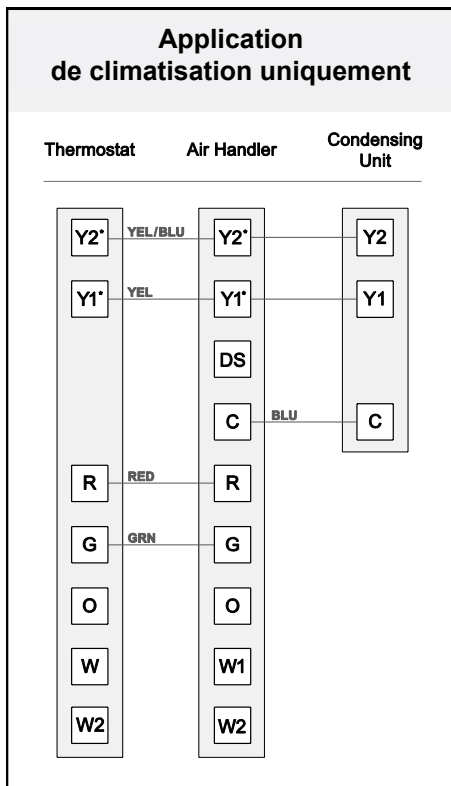 Application
de climatisation uniquement
Thermostat Air Handler Condensing
Unit
Y2* YEL/BLU Y2* Y2
Y1* YEL Y1* Y1
DS
C BLU C
R RED R
G GRN G
O O
W W1
W2 W2